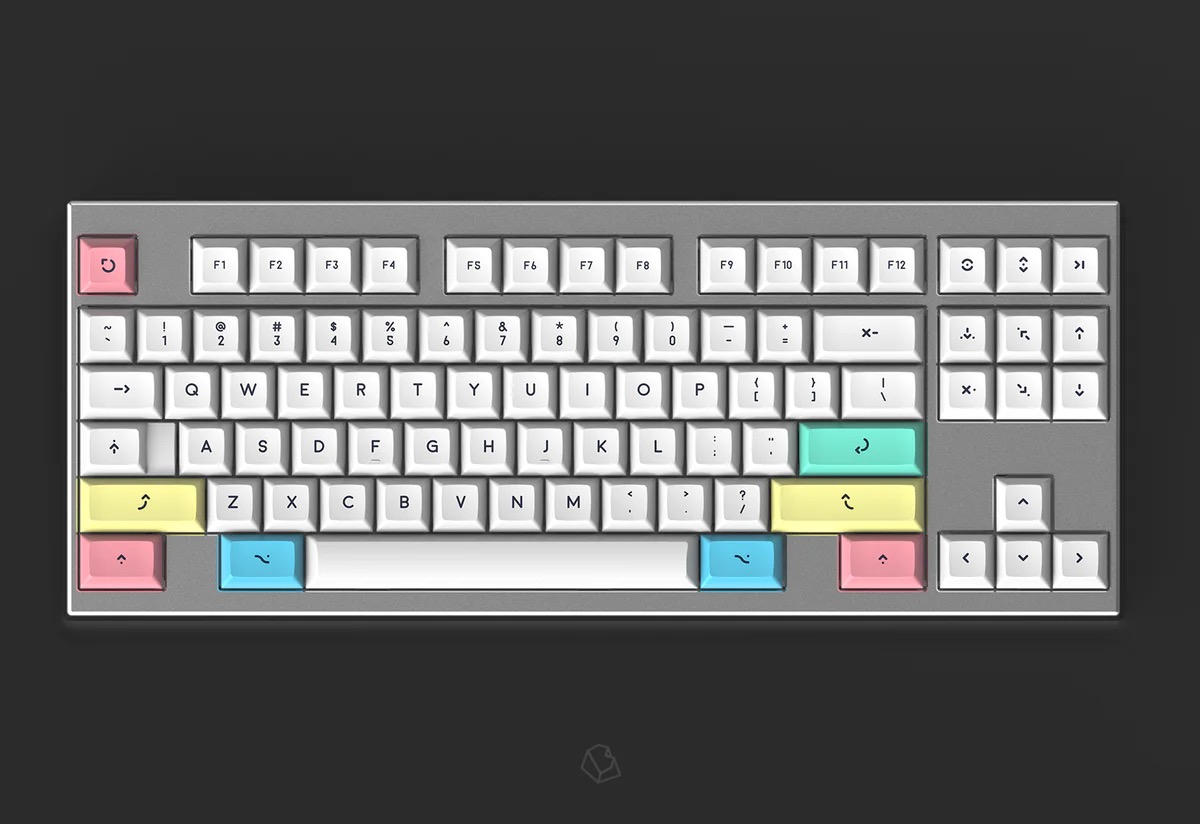 F1 F2 F3 F4 F5 F6 F7 F8 F9 F10 F11 F12
~ ! @ # $ % ^ & * ( ) — +
` 1 2 3 4 5 6 7 8 9 0 - =
Q W E R T Y U I O P { } |
[ ] \
A S D F G H J K L : "
; '
Z X C V B N M < > ?
, . /